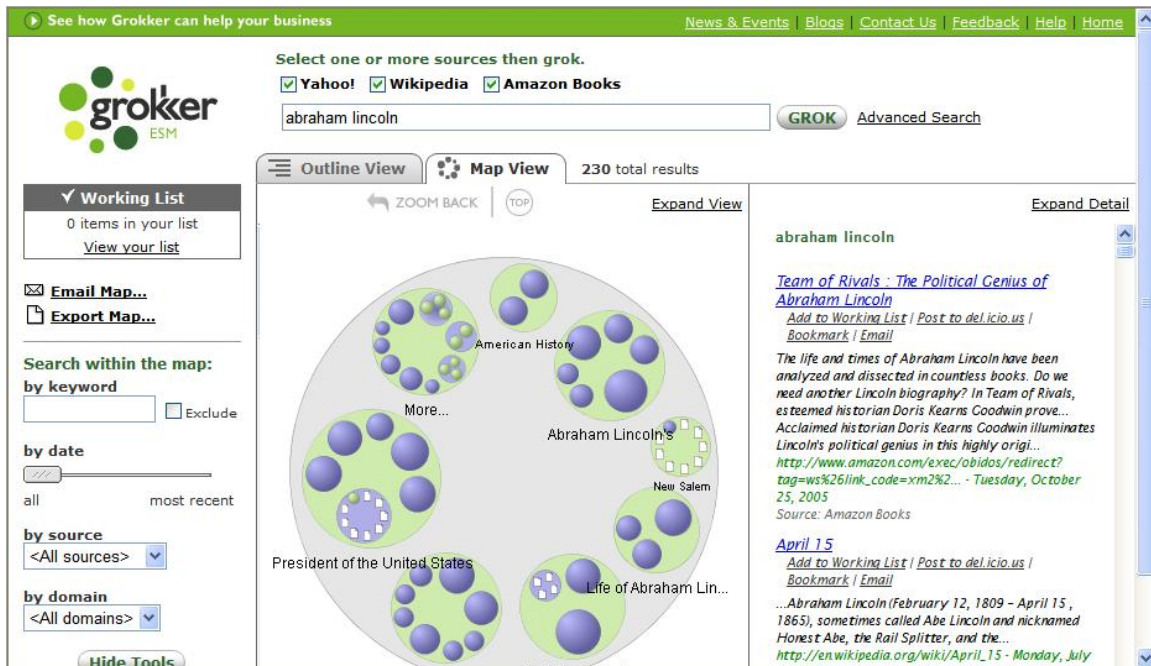 See how Grokker can help your business
News & Events | Blogs | Contact Us | Feedback | Help | Home
grokker
ESM
Select one or more sources then grok.
Yahoo! Wikipedia Amazon Books
abraham lincoln
GROK Advanced Search
Outline View Map View 230 total results
Working List
0 items in your list
View your list
Email Map...
Export Map...
Search within the map:
by keyword
Exclude
by date
all most recent
by source
<All sources>
by domain
<All domains>
Hide Tools
ZOOM BACK TOP Expand View
American History
More...
Abraham Lincoln's
New Salem
President of the United States
Life of Abraham Lin...
Expand Detail
abraham lincoln
Team of Rivals : The Political Genius of
Abraham Lincoln
Add to Working List | Post to del.icio.us |
Bookmark | Email
The life and times of Abraham Lincoln have been
analyzed and dissected in countless books. Do we
need another Lincoln biography? In Team of Rivals,
esteemed historian Doris Kearns Goodwin prove...
Acclaimed historian Doris Kearns Goodwin illuminates
Lincoln's political genius in this highly origi...
http://www.amazon.com/exec/obidos/redirect?
tag=ws%26link_code=xm2%2... - Tuesday, October
25, 2005
Source: Amazon Books
April 15
Add to Working List | Post to del.icio.us |
Bookmark | Email
...Abraham Lincoln (February 12, 1809 – April 15 ,
1865), sometimes called Abe Lincoln and nicknamed
Honest Abe, the Rail Splitter, and the...
http://en.wikipedia.org/wiki/April_15 - Monday, July